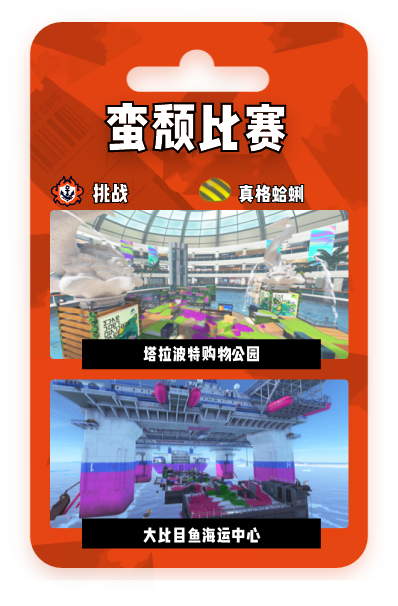 蛮颓比赛
挑战
真格蛤蜊
塔拉波特购物公园
大比目鱼海运中心